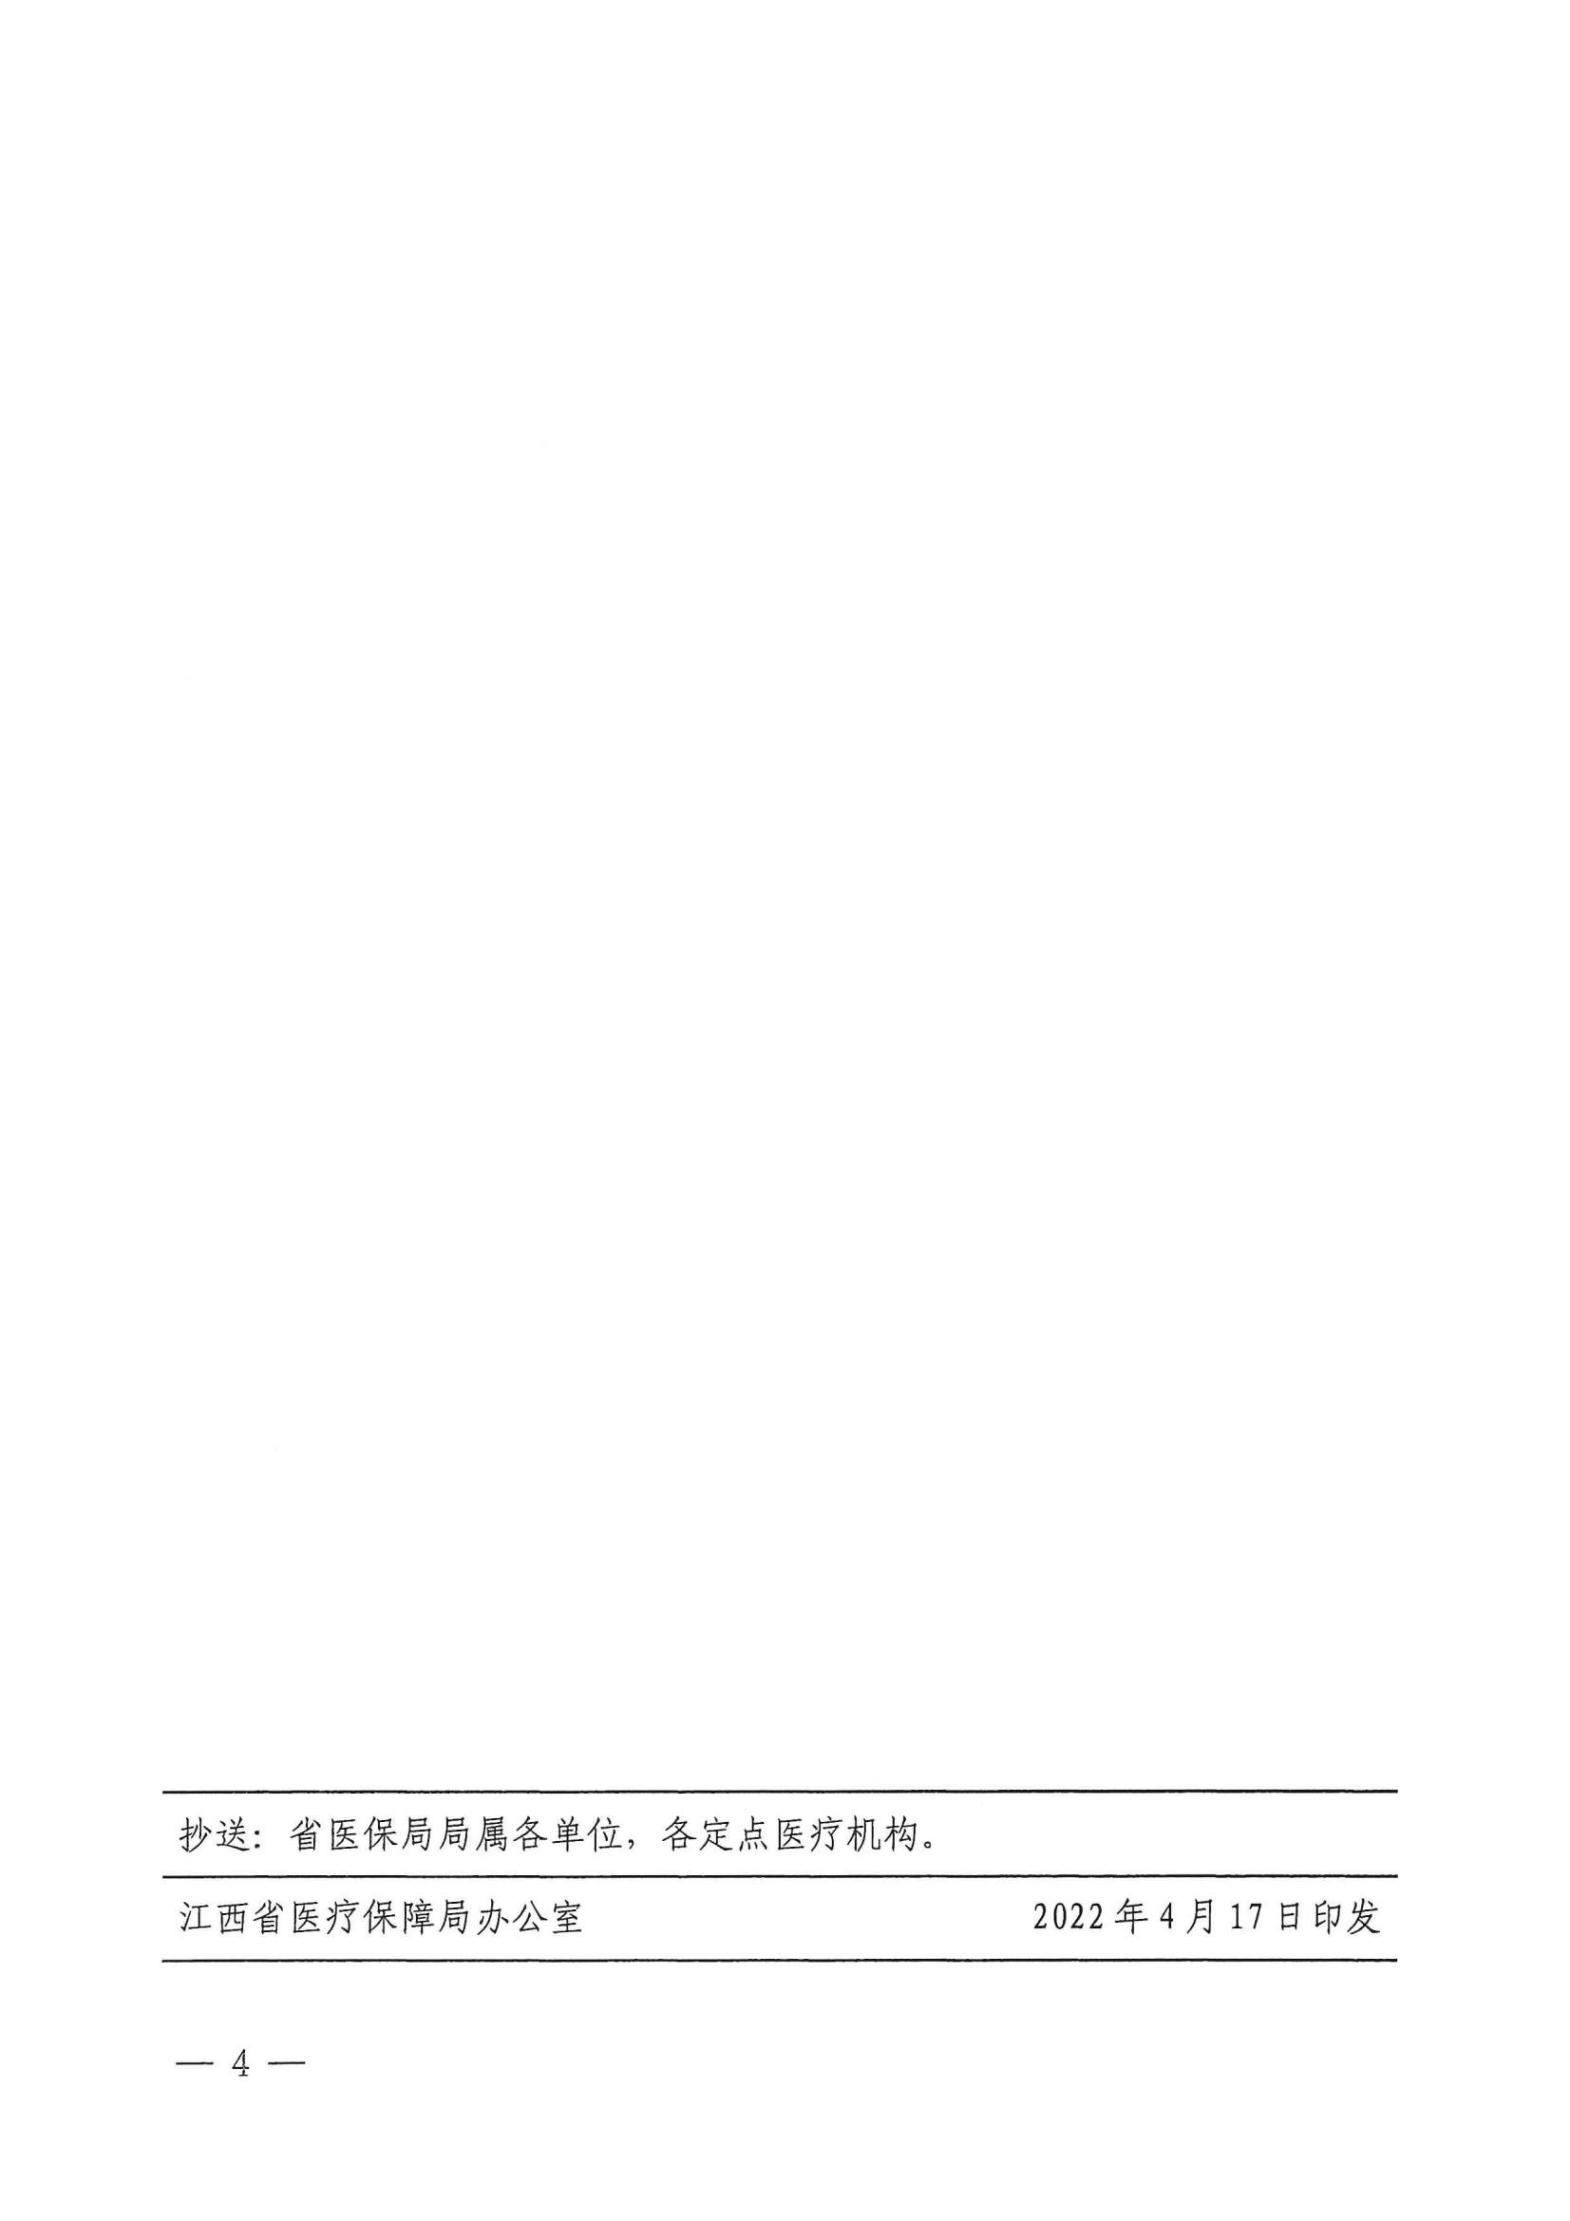 抄送：省医保局局属各单位，各定点医疗机构。
江西省医疗保障局办公室 2022年4月17日印发
— 4 —